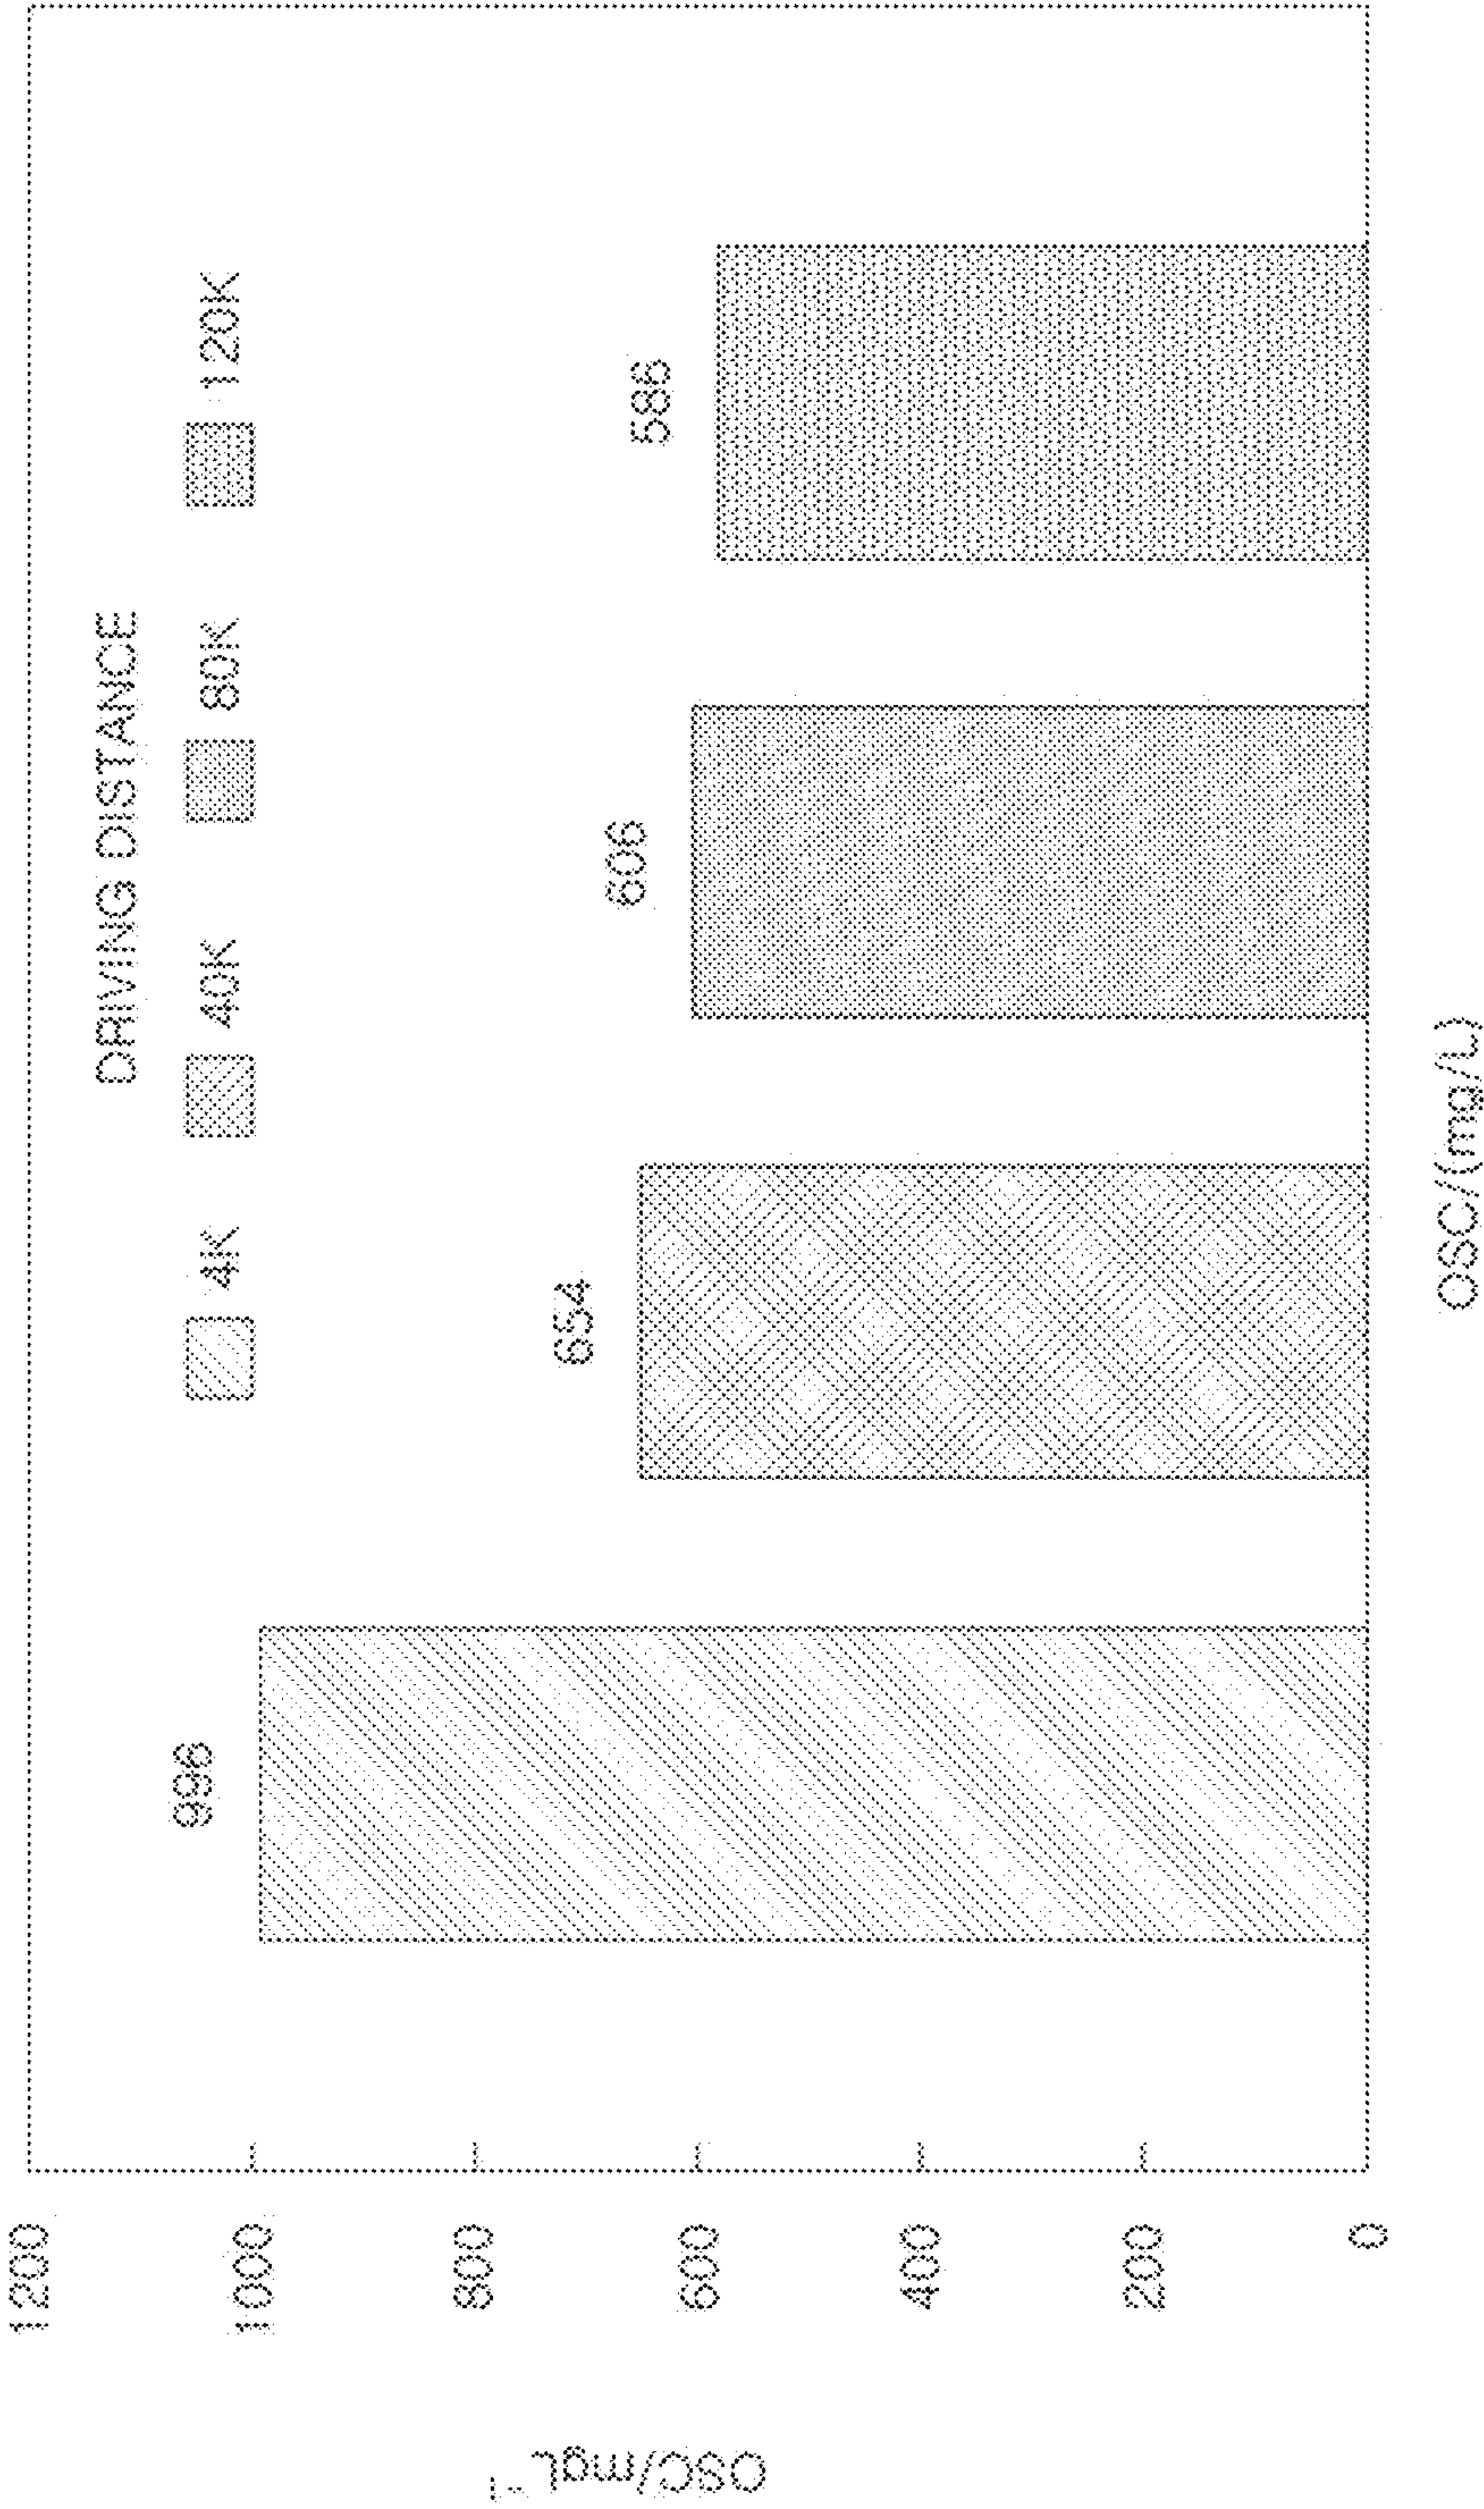 DRIVING DISTANCE
4K 40K 80K 120K
1200
1000
800
600
400
200
0
996
654
606
586
OSC/mgL⁻¹
OSC/(mg/L)